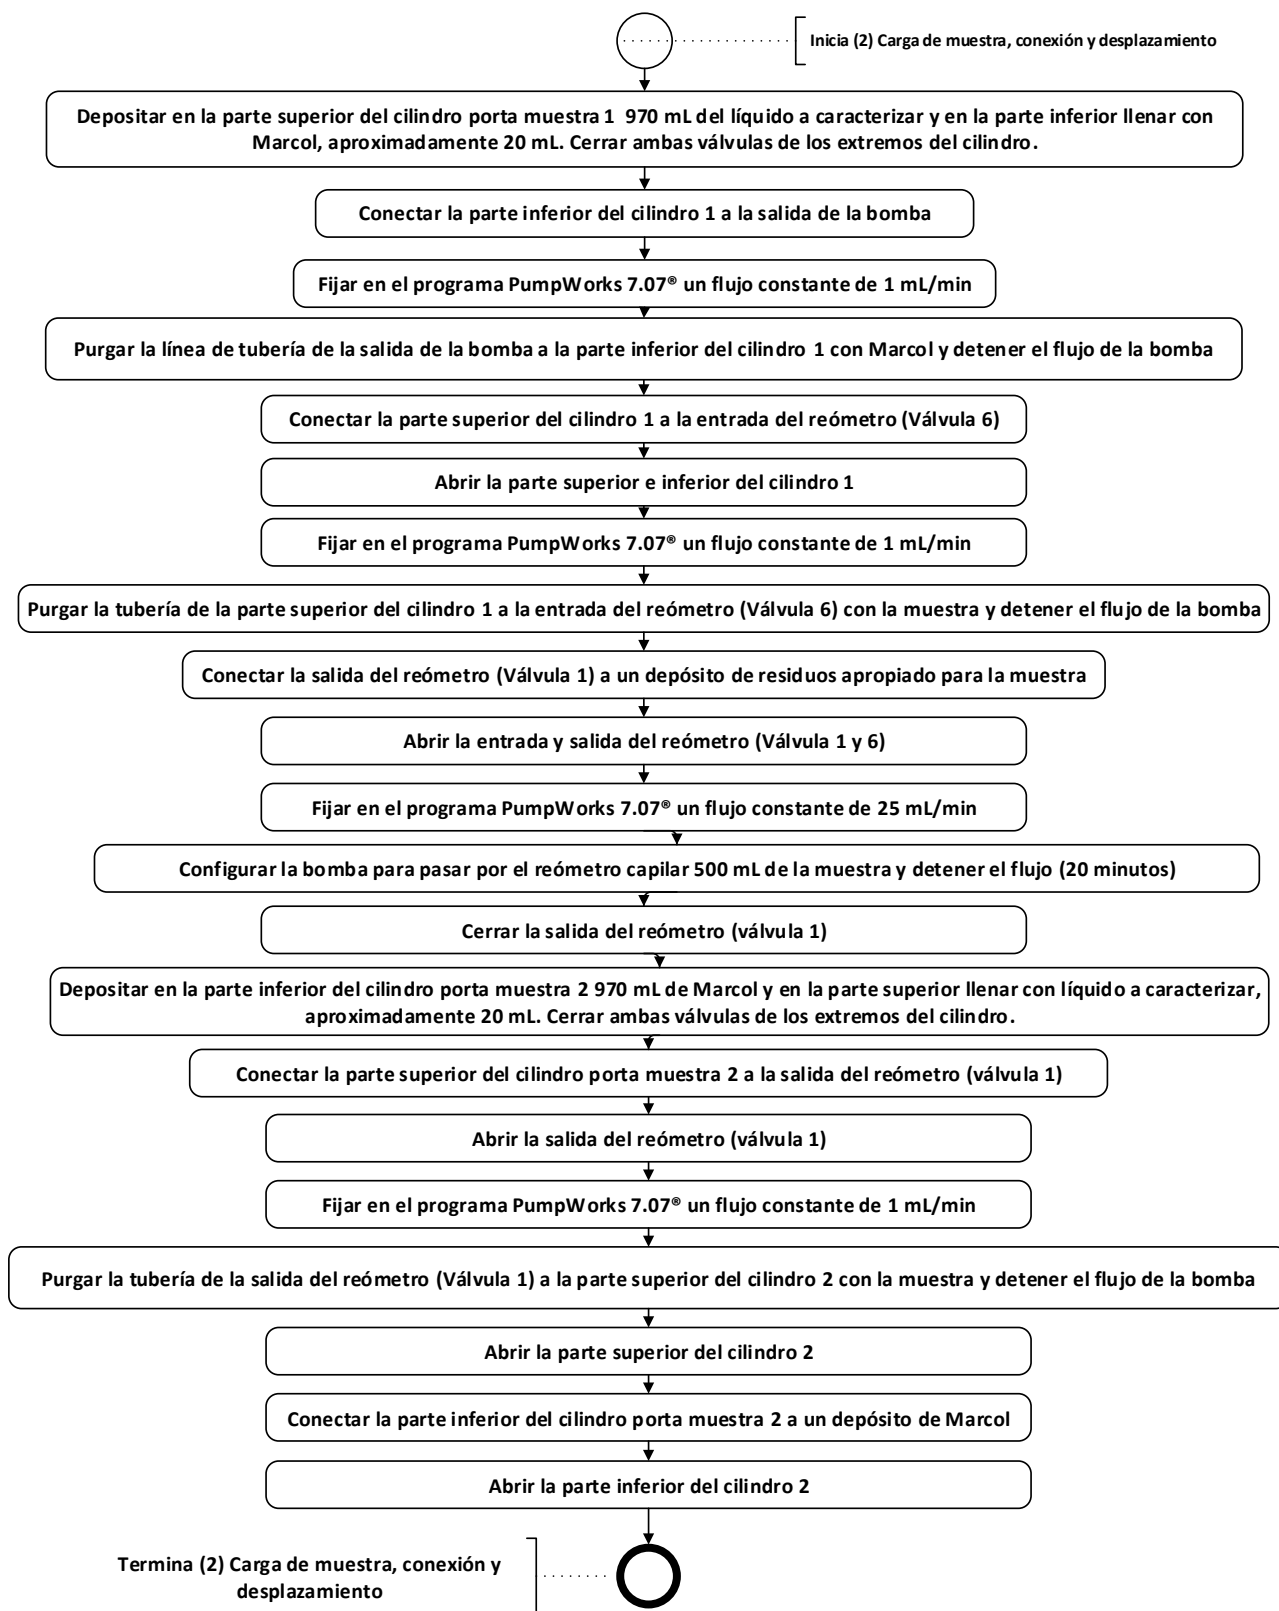 Inicia (2) Carga de muestra, conexión y desplazamiento
Depositar en la parte superior del cilindro porta muestra 1 970 mL del líquido a caracterizar y en la parte inferior llenar con
Marcol, aproximadamente 20 mL. Cerrar ambas válvulas de los extremos del cilindro.
Conectar la parte inferior del cilindro 1 a la salida de la bomba
Fijar en el programa PumpWorks 7.07® un flujo constante de 1 mL/min
Purgar la línea de tubería de la salida de la bomba a la parte inferior del cilindro 1 con Marcol y detener el flujo de la bomba
Conectar la parte superior del cilindro 1 a la entrada del reómetro (Válvula 6)
Abrir la parte superior e inferior del cilindro 1
Fijar en el programa PumpWorks 7.07® un flujo constante de 1 mL/min
Purgar la tubería de la parte superior del cilindro 1 a la entrada del reómetro (Válvula 6) con la muestra y detener el flujo de la bomba
Conectar la salida del reómetro (Válvula 1) a un depósito de residuos apropiado para la muestra
Abrir la entrada y salida del reómetro (Válvula 1 y 6)
Fijar en el programa PumpWorks 7.07® un flujo constante de 25 mL/min
Configurar la bomba para pasar por el reómetro capilar 500 mL de la muestra y detener el flujo (20 minutos)
Cerrar la salida del reómetro (válvula 1)
Depositar en la parte inferior del cilindro porta muestra 2 970 mL de Marcol y en la parte superior llenar con líquido a caracterizar,
aproximadamente 20 mL. Cerrar ambas válvulas de los extremos del cilindro.
Conectar la parte superior del cilindro porta muestra 2 a la salida del reómetro (válvula 1)
Abrir la salida del reómetro (válvula 1)
Fijar en el programa PumpWorks 7.07® un flujo constante de 1 mL/min
Purgar la tubería de la salida del reómetro (Válvula 1) a la parte superior del cilindro 2 con la muestra y detener el flujo de la bomba
Abrir la parte superior del cilindro 2
Conectar la parte inferior del cilindro porta muestra 2 a un depósito de Marcol
Abrir la parte inferior del cilindro 2
Termina (2) Carga de muestra, conexión y
desplazamiento